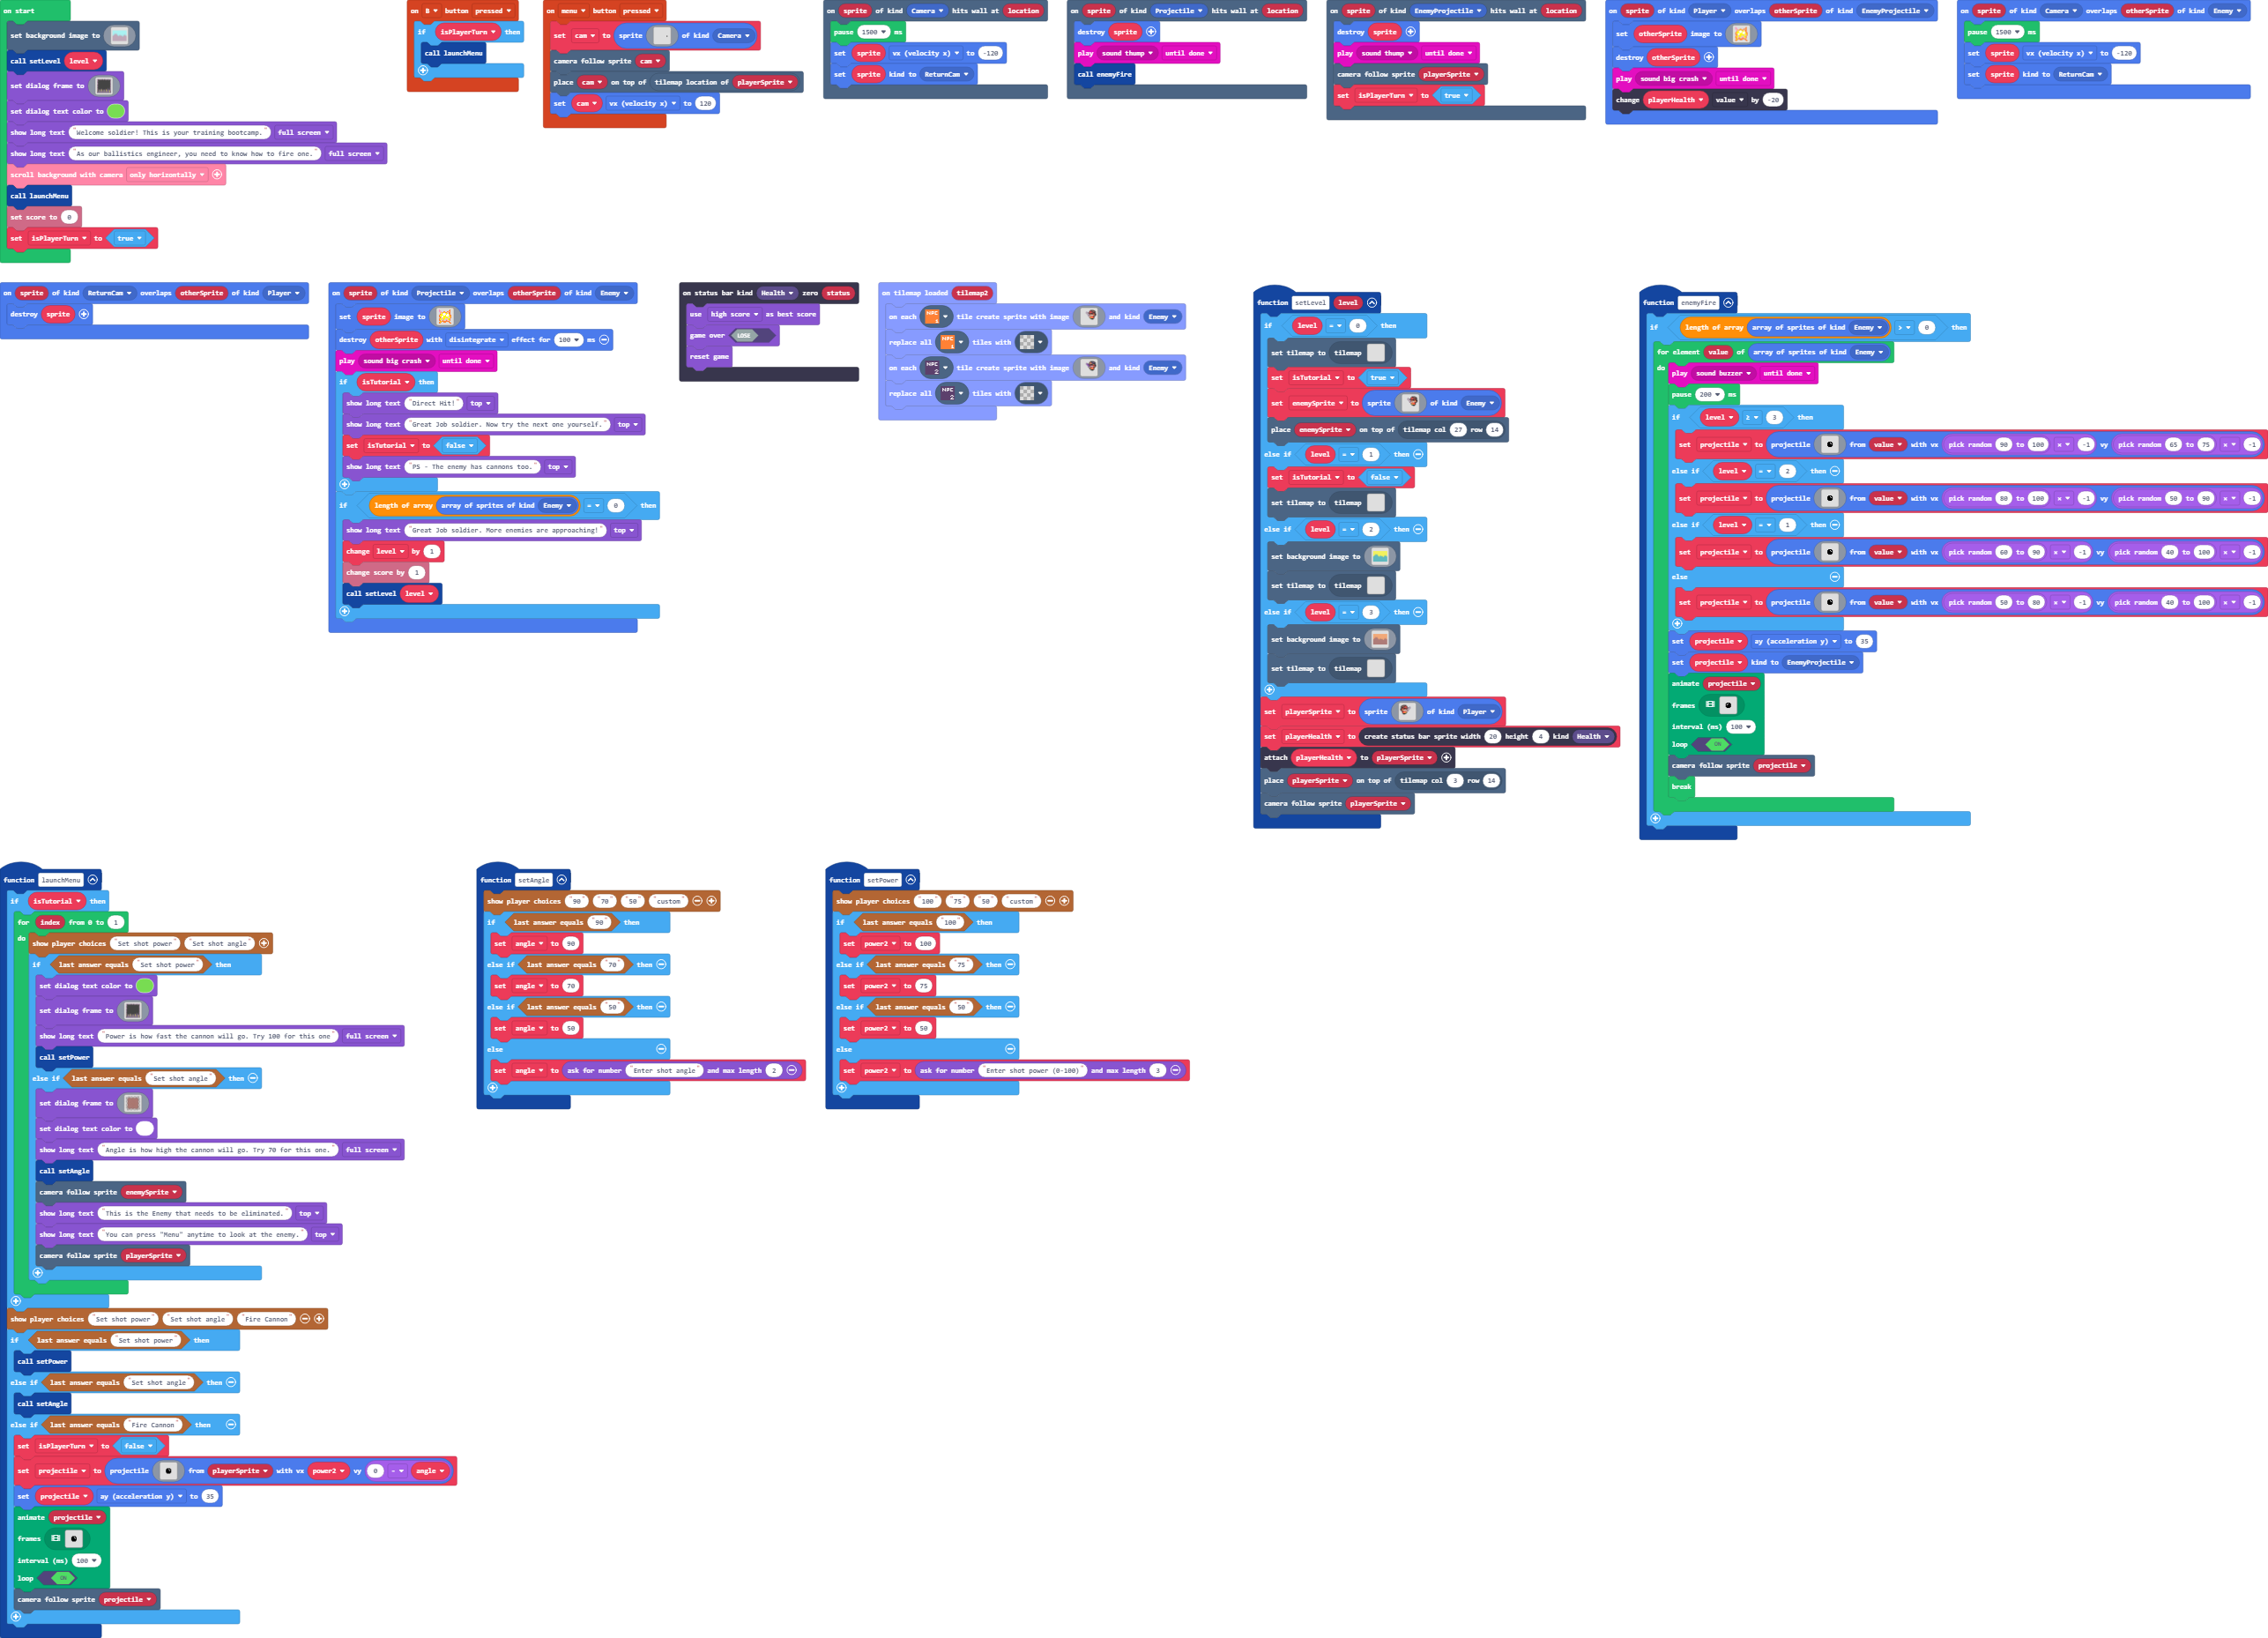 on start
set background image to
call setLevel level
set dialog frame to
set dialog text color to
show long text "Welcome soldier! This is your training bootcamp." full screen
show long text "As our ballistics engineer, you need to know how to fire one." full screen
scroll background with camera only horizontally
call launchMenu
set score to 0
set isPlayerTurn to true
on B button pressed
if isPlayerTurn then
call launchMenu
on menu button pressed
set cam to sprite of kind Camera
camera follow sprite cam
place cam on top of tilemap location of playerSprite
set cam vx (velocity x) to 120
on sprite of kind Camera hits wall at location
pause 1500 ms
set sprite vx (velocity x) to -120
set sprite kind to ReturnCam
on sprite of kind Projectile hits wall at location
destroy sprite
play sound thump until done
call enemyFire
on sprite of kind EnemyProjectile hits wall at location
destroy sprite
play sound thump until done
camera follow sprite playerSprite
set isPlayerTurn to true
on sprite of kind Player overlaps otherSprite of kind EnemyProjectile
set otherSprite image to
destroy otherSprite
play sound big crash until done
change playerHealth value by -20
on sprite of kind Camera overlaps otherSprite of kind Enemy
pause 1500 ms
set sprite vx (velocity x) to -120
set sprite kind to ReturnCam
on sprite of kind ReturnCam overlaps otherSprite of kind Player
destroy sprite
on sprite of kind Projectile overlaps otherSprite of kind Enemy
set sprite image to
destroy otherSprite with disintegrate effect for 100 ms
play sound big crash until done
if isTutorial then
show long text "Direct Hit!" top
show long text "Great Job soldier. Now try the next one yourself." top
set isTutorial to false
show long text "PS - The enemy has cannons too." top
if length of array array of sprites of kind Enemy = 0 then
show long text "Great Job soldier. More enemies are approaching!" top
change level by 1
change score by 1
call setLevel level
on status bar kind Health zero status
use high score as best score
game over LOSE
reset game
on tilemap loaded tilemap2
on each NPC 1 tile create sprite with image and kind Enemy
replace all NPC 1 tiles with
on each NPC 2 tile create sprite with image and kind Enemy
replace all NPC 2 tiles with
function setLevel level
if level = 0 then
set tilemap to tilemap
set isTutorial to true
set enemySprite to sprite of kind Enemy
place enemySprite on top of tilemap col 27 row 14
else if level = 1 then
set isTutorial to false
set tilemap to tilemap
else if level = 2 then
set background image to
set tilemap to tilemap
else if level = 3 then
set background image to
set tilemap to tilemap
set playerSprite to sprite of kind Player
set playerHealth to create status bar sprite width 20 height 4 kind Health
attach playerHealth to playerSprite
place playerSprite on top of tilemap col 3 row 14
camera follow sprite playerSprite
function enemyFire
if length of array array of sprites of kind Enemy > 0 then
for element value of array of sprites of kind Enemy
do play sound buzzer until done
pause 200 ms
if level ≥ 3 then
set projectile to projectile from value with vx pick random 90 to 100 × -1 vy pick random 65 to 75 × -1
else if level = 2 then
set projectile to projectile from value with vx pick random 80 to 100 × -1 vy pick random 50 to 90 × -1
else if level = 1 then
set projectile to projectile from value with vx pick random 60 to 90 × -1 vy pick random 40 to 100 × -1
else
set projectile to projectile from value with vx pick random 50 to 80 × -1 vy pick random 40 to 100 × -1
set projectile ay (acceleration y) to 35
set projectile kind to EnemyProjectile
animate projectile
frames
interval (ms) 100
loop ON
camera follow sprite projectile
break
function launchMenu
if isTutorial then
for index from 0 to 1
do show player choices "Set shot power" "Set shot angle"
if last answer equals "Set shot power" then
set dialog text color to
set dialog frame to
show long text "Power is how fast the cannon will go. Try 100 for this one" full screen
call setPower
else if last answer equals "Set shot angle" then
set dialog frame to
set dialog text color to
show long text "Angle is how high the cannon will go. Try 70 for this one." full screen
call setAngle
camera follow sprite enemySprite
show long text "This is the Enemy that needs to be eliminated." top
show long text "You can press "Menu" anytime to look at the enemy." top
camera follow sprite playerSprite
show player choices "Set shot power" "Set shot angle" "Fire Cannon"
if last answer equals "Set shot power" then
call setPower
else if last answer equals "Set shot angle" then
call setAngle
else if last answer equals "Fire Cannon" then
set isPlayerTurn to false
set projectile to projectile from playerSprite with vx power2 vy 0 - angle
set projectile ay (acceleration y) to 35
animate projectile
frames
interval (ms) 100
loop ON
camera follow sprite projectile
function setAngle
show player choices "90" "70" "50" "custom"
if last answer equals "90" then
set angle to 90
else if last answer equals "70" then
set angle to 70
else if last answer equals "50" then
set angle to 50
else
set angle to ask for number "Enter shot angle" and max length 2
function setPower
show player choices "100" "75" "50" "custom"
if last answer equals "100" then
set power2 to 100
else if last answer equals "75" then
set power2 to 75
else if last answer equals "50" then
set power2 to 50
else
set power2 to ask for number "Enter shot power (0-100)" and max length 3